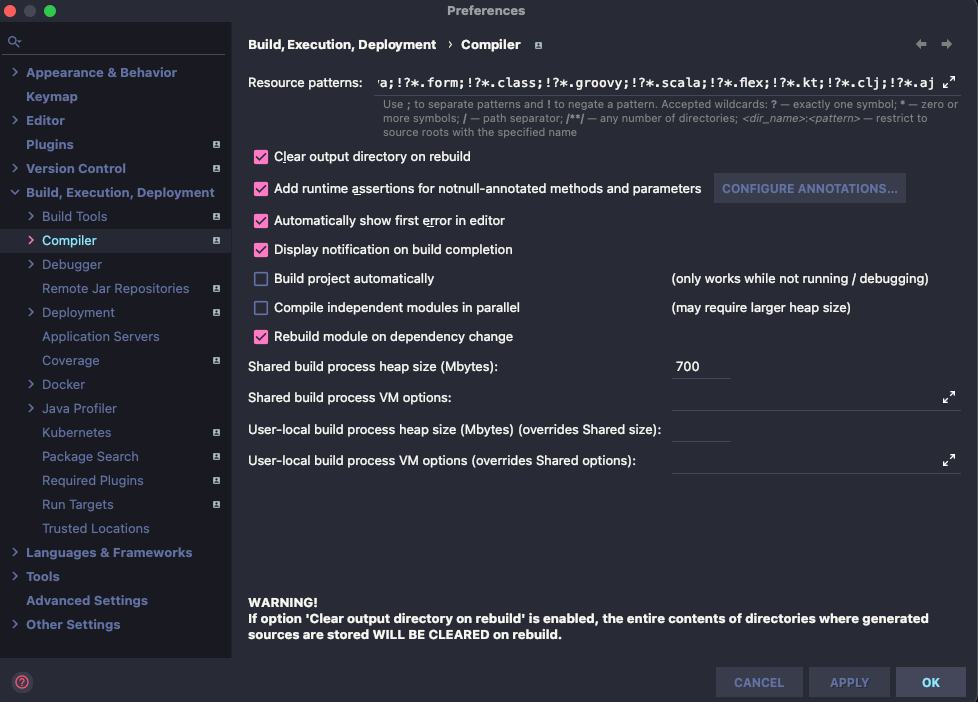 Preferences
Build, Execution, Deployment › Compiler
Appearance & Behavior
Keymap
Editor
Plugins
Version Control
Build, Execution, Deployment
Build Tools
Compiler
Debugger
Remote Jar Repositories
Deployment
Application Servers
Coverage
Docker
Java Profiler
Kubernetes
Package Search
Required Plugins
Run Targets
Trusted Locations
Languages & Frameworks
Tools
Advanced Settings
Other Settings
Resource patterns: a;!?*.form;!?*.class;!?*.groovy;!?*.scala;!?*.flex;!?*.kt;!?*.clj;!?*.aj
Use ; to separate patterns and ! to negate a pattern. Accepted wildcards: ? — exactly one symbol; * — zero or
more symbols; / — path separator; /**/ — any number of directories; <dir_name>:<pattern> — restrict to
source roots with the specified name
Clear output directory on rebuild
Add runtime assertions for notnull-annotated methods and parameters CONFIGURE ANNOTATIONS...
Automatically show first error in editor
Display notification on build completion
Build project automatically (only works while not running / debugging)
Compile independent modules in parallel (may require larger heap size)
Rebuild module on dependency change
Shared build process heap size (Mbytes): 700
Shared build process VM options:
User-local build process heap size (Mbytes) (overrides Shared size):
User-local build process VM options (overrides Shared options):
WARNING!
If option 'Clear output directory on rebuild' is enabled, the entire contents of directories where generated
sources are stored WILL BE CLEARED on rebuild.
?
CANCEL APPLY OK